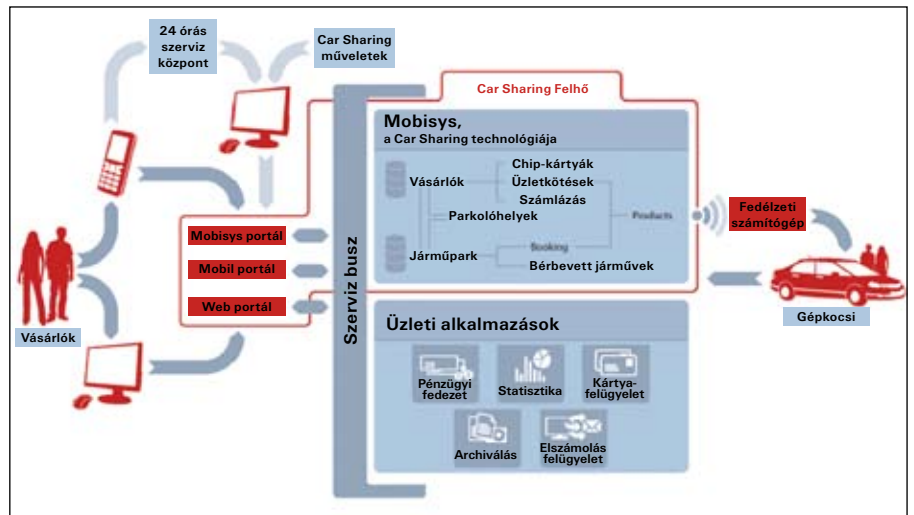 24 órás
szerviz
központ
Car Sharing
műveletek
Car Sharing Felhő
Mobisys,
a Car Sharing technológiája
Vásárlók
Chip-kártyák
Üzletkötések
Számlázás
Parkolóhelyek
Products
Booking
Járműpark
Bérbevett járművek
Fedélzeti
számítógép
Gépkocsi
Mobisys portál
Mobil portál
Web portál
Vásárlók
Szerviz busz
Üzleti alkalmazások
Pénzügyi
fedezet
Statisztika
Kártya-
felügyelet
Archiválás
Elszámolás
felügyelet